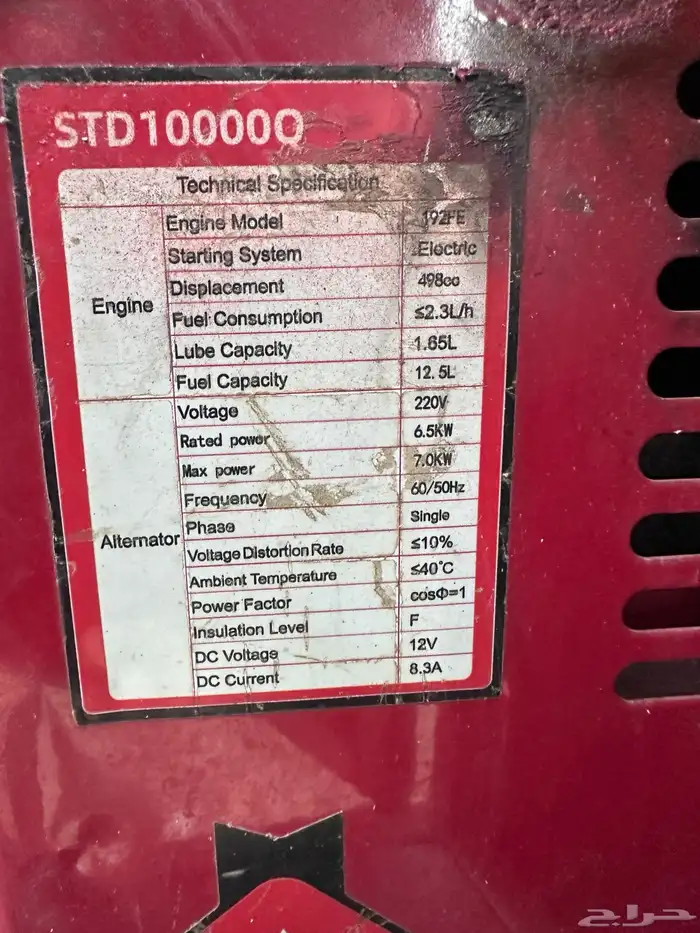 STD10000Q
Technical Specification
Engine
Engine Model 192FE
Starting System Electric
Displacement 498cc
Fuel Consumption ≤2.3L/h
Lube Capacity 1.65L
Fuel Capacity 12.5L
Alternator
Voltage 220V
Rated power 6.5KW
Max power 7.0KW
Frequency 60/50Hz
Phase Single
Voltage Distortion Rate ≤10%
Ambient Temperature ≤40°C
Power Factor cosΦ=1
Insulation Level F
DC Voltage 12V
DC Current 8.3A
حراج